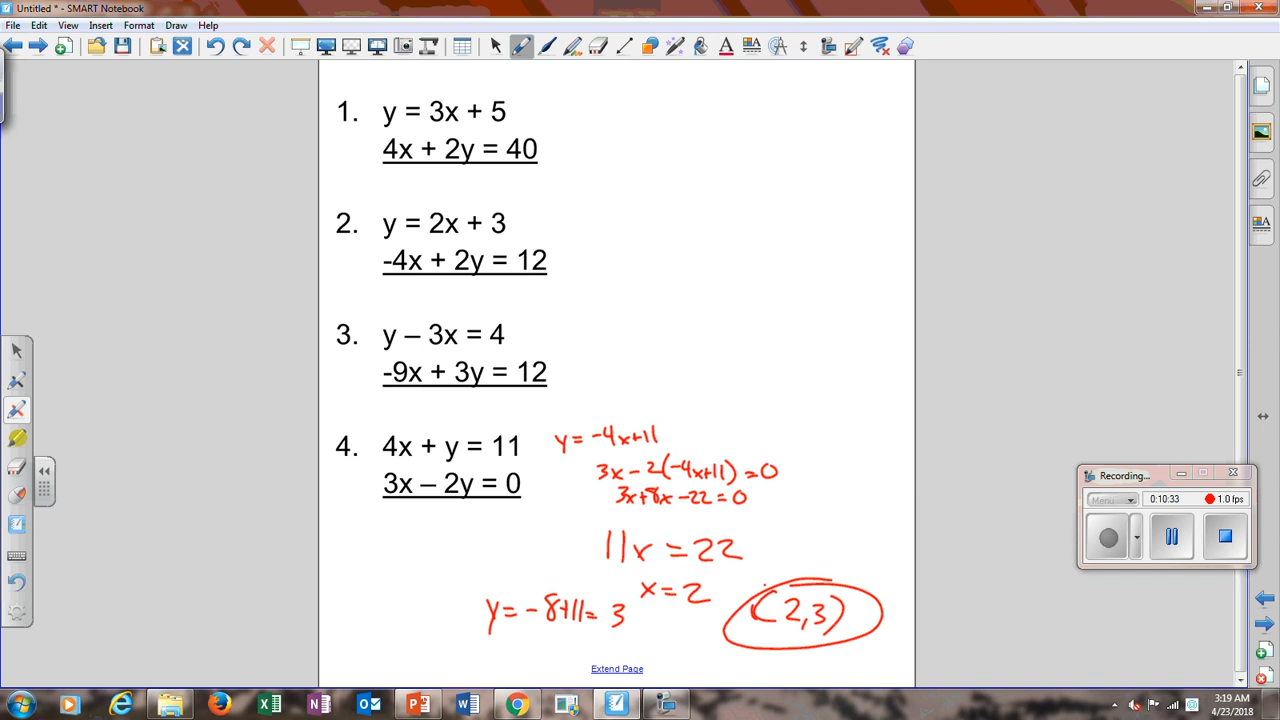 Untitled * - SMART Notebook
File Edit View Insert Format Draw Help
1. y = 3x + 5
4x + 2y = 40
2. y = 2x + 3
-4x + 2y = 12
3. y – 3x = 4
-9x + 3y = 12
4. 4x + y = 11
3x – 2y = 0
y = -4x+11
3x - 2(-4x+11) = 0
3x+8x -22 = 0
11x = 22
x = 2
y = -8+11 = 3
(2,3)
Extend Page
Recording...
Menu
0:10:33
1.0 fps
3:19 AM
4/23/2018